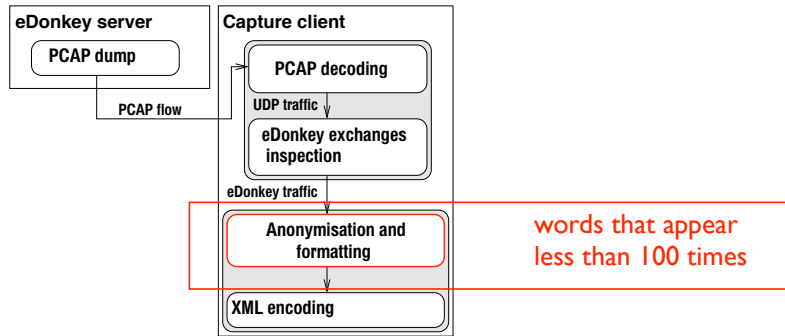 eDonkey server
Capture client
PCAP dump
PCAP decoding
PCAP flow
UDP traffic
eDonkey exchanges
inspection
eDonkey traffic
Anonymisation and
formatting
words that appear
less than 100 times
XML encoding